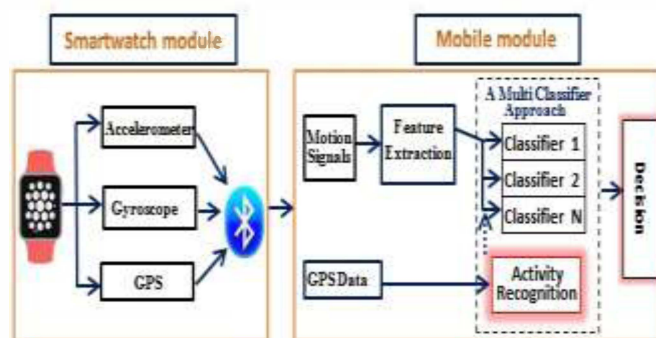 Smartwatch module
Mobile module
Accelerometer
Gyroscope
GPS
Motion
Signals
Feature
Extraction
A Multi Classifier
Approach
Classifier 1
Classifier 2
Classifier N
GPS Data
Activity
Recognition
Decision